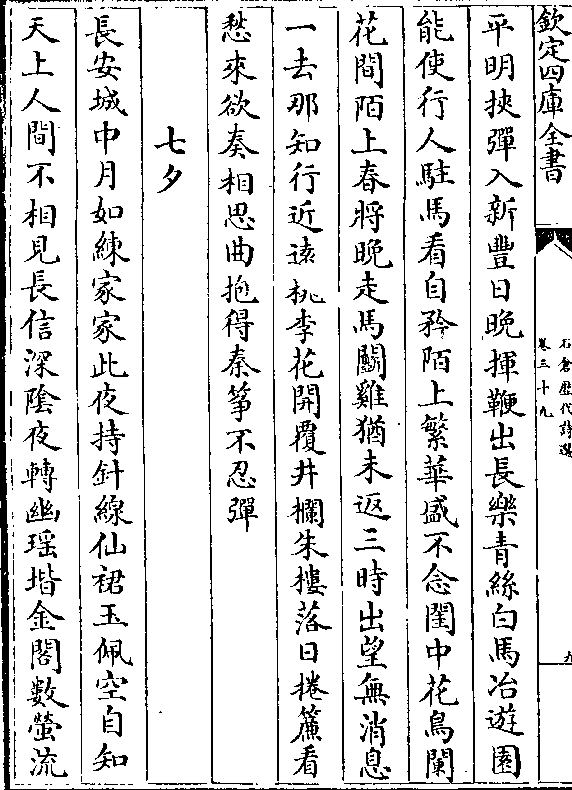 欽定四庫全書
石倉歷代詩選
卷三十九
九
平明挾彈入新豐日晚揮鞭出長樂青絲白馬冶遊園
能使行人駐馬看自矜陌上繁華盛不念閨中花鳥闌
花間陌上春將晚走馬鬭雞猶未返三時出望無消息
一去那知行近遠桃李花開覆井欄朱樓落日捲簾看
愁來欲奏相思曲抱得秦箏不忍彈
七夕
長安城中月如練家家此夜持針線仙裙玉佩空自知
天上人間不相見長信深陰夜轉幽瑶堦金閣數螢流